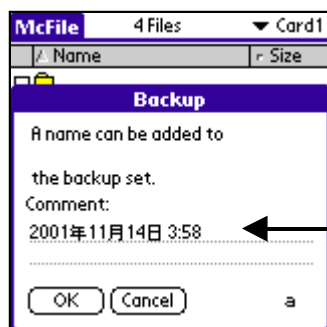 McFile 4 Files ▼ Card1
Name Size
Backup
A name can be added to
the backup set.
Comment:
2001年11月14日 3:58
OK Cancel a